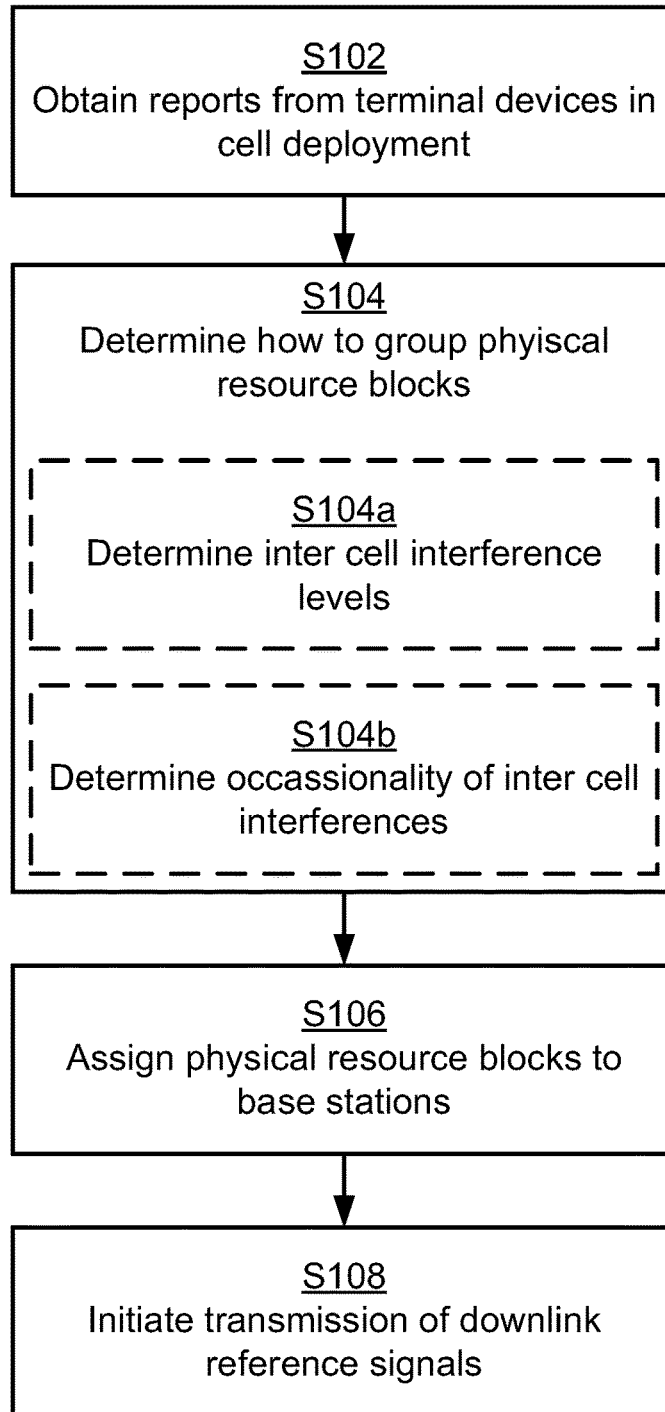 S102
Obtain reports from terminal devices in
cell deployment
S104
Determine how to group phyiscal
resource blocks
S104a
Determine inter cell interference
levels
S104b
Determine occassionality of inter cell
interferences
S106
Assign physical resource blocks to
base stations
S108
Initiate transmission of downlink
reference signals